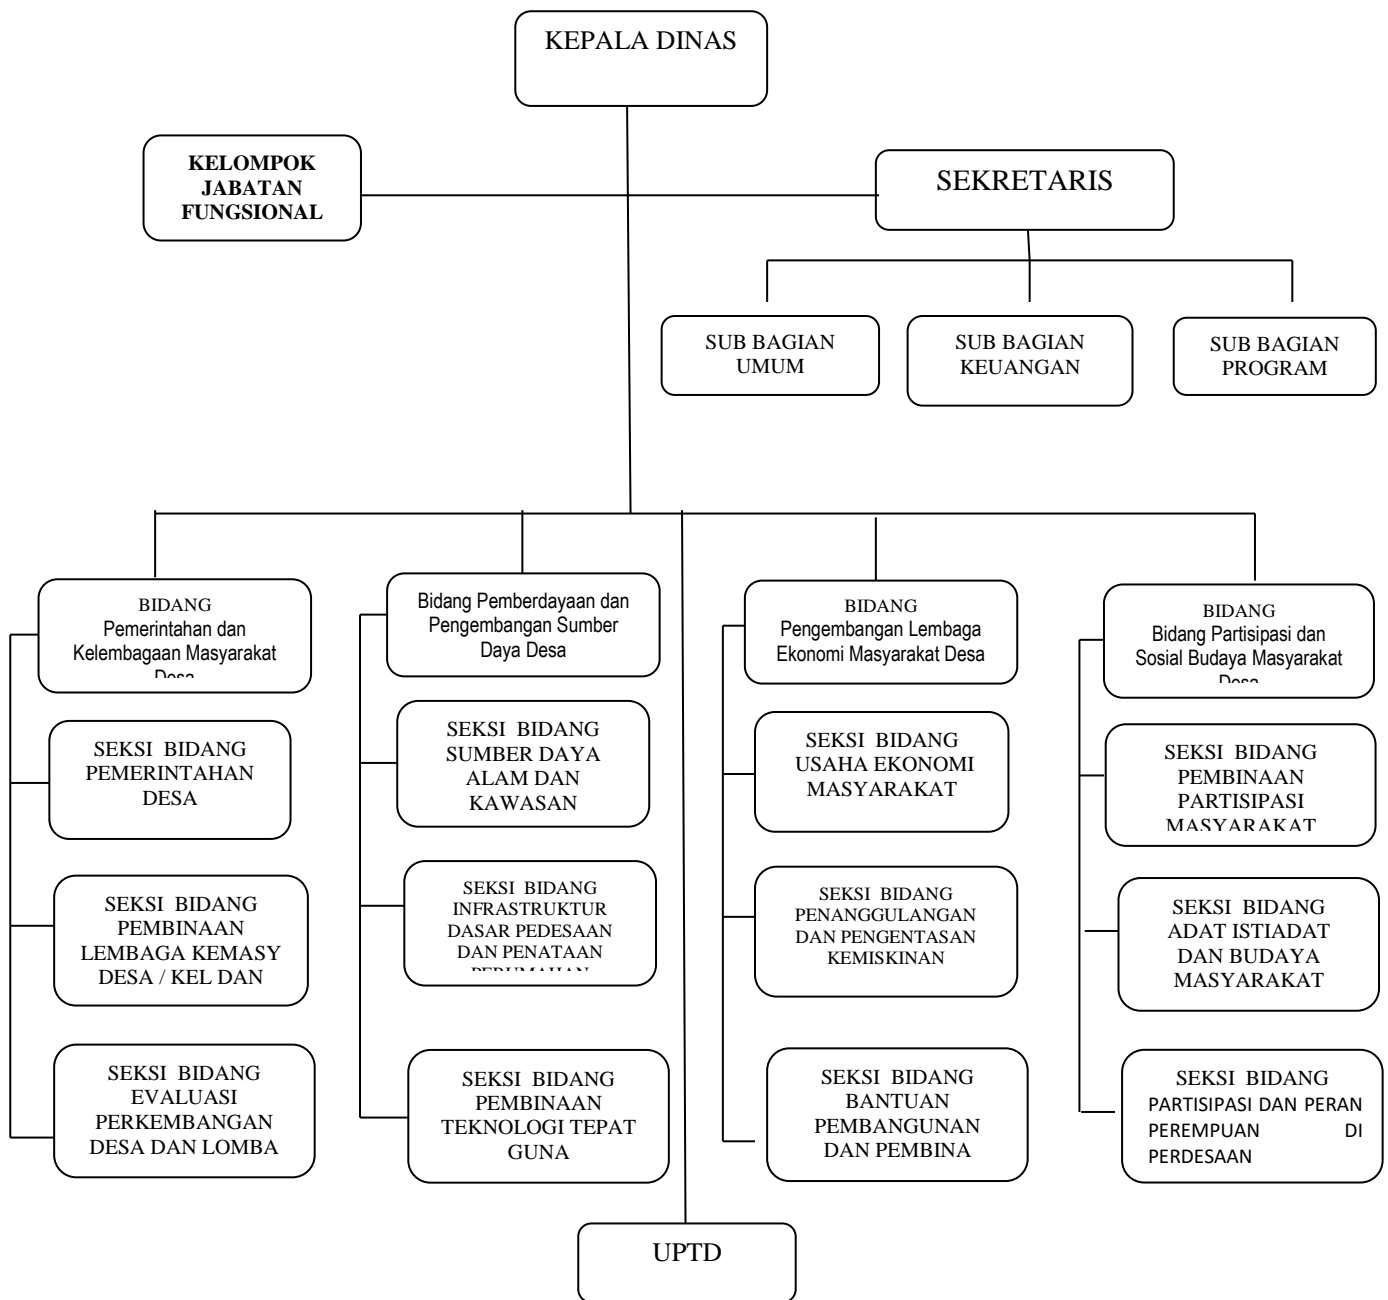 KEPALA DINAS
KELOMPOK
JABATAN
FUNGSIONAL
SEKRETARIS
SUB BAGIAN
UMUM
SUB BAGIAN
KEUANGAN
SUB BAGIAN
PROGRAM
BIDANG
Pemerintahan dan
Kelembagaan Masyarakat
Desa
Bidang Pemberdayaan dan
Pengembangan Sumber
Daya Desa
BIDANG
Pengembangan Lembaga
Ekonomi Masyarakat Desa
BIDANG
Bidang Partisipasi dan
Sosial Budaya Masyarakat
Desa
SEKSI BIDANG
PEMERINTAHAN
DESA
SEKSI BIDANG
SUMBER DAYA
ALAM DAN
KAWASAN
SEKSI BIDANG
USAHA EKONOMI
MASYARAKAT
SEKSI BIDANG
PEMBINAAN
PARTISIPASI
MASYARAKAT
SEKSI BIDANG
PEMBINAAN
LEMBAGA KEMASY
DESA / KEL DAN
SEKSI BIDANG
INFRASTRUKTUR
DASAR PEDESAAN
DAN PENATAAN
PERUMAHAN
SEKSI BIDANG
PENANGGULANGAN
DAN PENGENTASAN
KEMISKINAN
SEKSI BIDANG
ADAT ISTIADAT
DAN BUDAYA
MASYARAKAT
SEKSI BIDANG
EVALUASI
PERKEMBANGAN
DESA DAN LOMBA
SEKSI BIDANG
PEMBINAAN
TEKNOLOGI TEPAT
GUNA
SEKSI BIDANG
BANTUAN
PEMBANGUNAN
DAN PEMBINA
SEKSI BIDANG
PARTISIPASI DAN PERAN
PEREMPUAN DI
PERDESAAN
UPTD